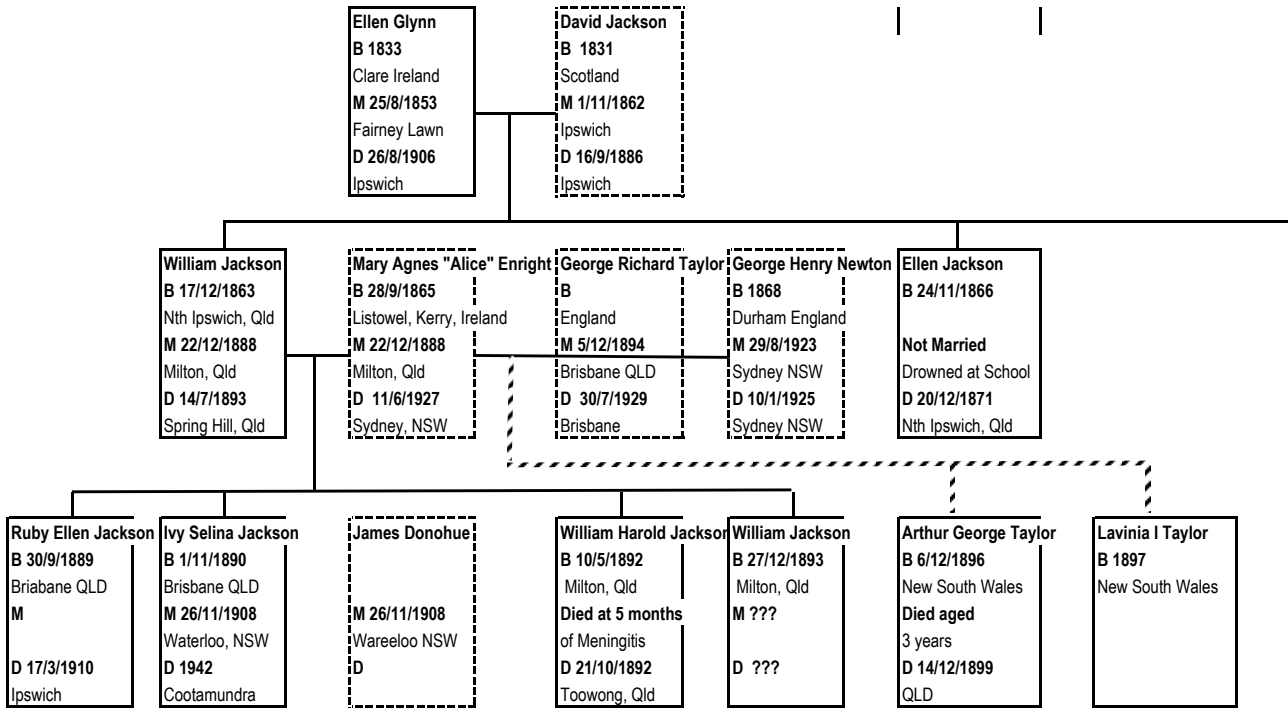 Ellen Glynn
B 1833
Clare Ireland
M 25/8/1853
Fairney Lawn
D 26/8/1906
Ipswich
David Jackson
B 1831
Scotland
M 1/11/1862
Ipswich
D 16/9/1886
Ipswich
William Jackson
B 17/12/1863
Nth Ipswich, Qld
M 22/12/1888
Milton, Qld
D 14/7/1893
Spring Hill, Qld
Mary Agnes "Alice" Enright
B 28/9/1865
Listowel, Kerry, Ireland
M 22/12/1888
Milton, Qld
D 11/6/1927
Sydney, NSW
George Richard Taylor
B
England
M 5/12/1894
Brisbane QLD
D 30/7/1929
Brisbane
George Henry Newton
B 1868
Durham England
M 29/8/1923
Sydney NSW
D 10/1/1925
Sydney NSW
Ellen Jackson
B 24/11/1866
Not Married
Drowned at School
D 20/12/1871
Nth Ipswich, Qld
Ruby Ellen Jackson
B 30/9/1889
Briabane QLD
M
D 17/3/1910
Ipswich
Ivy Selina Jackson
B 1/11/1890
Brisbane QLD
M 26/11/1908
Waterloo, NSW
D 1942
Cootamundra
James Donohue
M 26/11/1908
Wareeloo NSW
D
William Harold Jackson
B 10/5/1892
Milton, Qld
Died at 5 months
of Meningitis
D 21/10/1892
Toowong, Qld
William Jackson
B 27/12/1893
Milton, Qld
M ???
D ???
Arthur George Taylor
B 6/12/1896
New South Wales
Died aged
3 years
D 14/12/1899
QLD
Lavinia I Taylor
B 1897
New South Wales